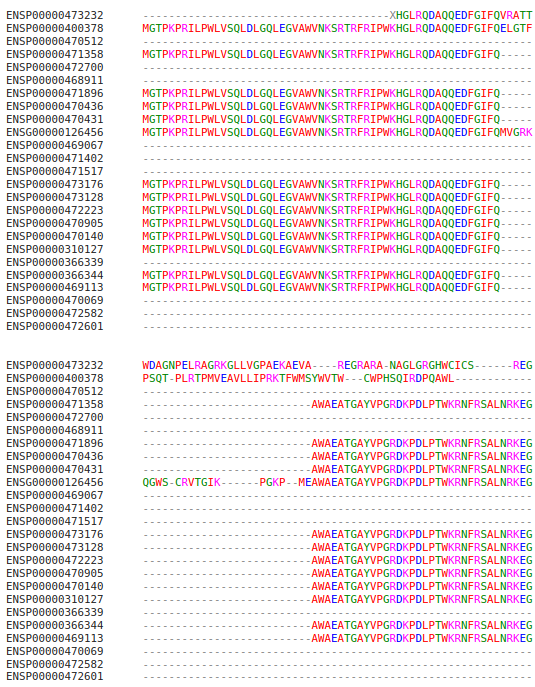 ENSP00000473232 --------------------------------------XHGLRQDAQQEDFGIFQVRATT
ENSP00000400378 MGTPKPRILPWLVSQLDLGQLEGVAWVNKSRTRFRIPWKHGLRQDAQQEDFGIFQELGTF
ENSP00000470512 ------------------------------------------------------------
ENSP00000471358 MGTPKPRILPWLVSQLDLGQLEGVAWVNKSRTRFRIPWKHGLRQDAQQEDFGIFQ-----
ENSP00000472700 ------------------------------------------------------------
ENSP00000468911 ------------------------------------------------------------
ENSP00000471896 MGTPKPRILPWLVSQLDLGQLEGVAWVNKSRTRFRIPWKHGLRQDAQQEDFGIFQ-----
ENSP00000470436 MGTPKPRILPWLVSQLDLGQLEGVAWVNKSRTRFRIPWKHGLRQDAQQEDFGIFQ-----
ENSP00000470431 MGTPKPRILPWLVSQLDLGQLEGVAWVNKSRTRFRIPWKHGLRQDAQQEDFGIFQ-----
ENSG00000126456 MGTPKPRILPWLVSQLDLGQLEGVAWVNKSRTRFRIPWKHGLRQDAQQEDFGIFQMVGRK
ENSP00000469067 ------------------------------------------------------------
ENSP00000471402 ------------------------------------------------------------
ENSP00000471517 ------------------------------------------------------------
ENSP00000473176 MGTPKPRILPWLVSQLDLGQLEGVAWVNKSRTRFRIPWKHGLRQDAQQEDFGIFQ-----
ENSP00000473128 MGTPKPRILPWLVSQLDLGQLEGVAWVNKSRTRFRIPWKHGLRQDAQQEDFGIFQ-----
ENSP00000472223 MGTPKPRILPWLVSQLDLGQLEGVAWVNKSRTRFRIPWKHGLRQDAQQEDFGIFQ-----
ENSP00000470905 MGTPKPRILPWLVSQLDLGQLEGVAWVNKSRTRFRIPWKHGLRQDAQQEDFGIFQ-----
ENSP00000470140 MGTPKPRILPWLVSQLDLGQLEGVAWVNKSRTRFRIPWKHGLRQDAQQEDFGIFQ-----
ENSP00000310127 MGTPKPRILPWLVSQLDLGQLEGVAWVNKSRTRFRIPWKHGLRQDAQQEDFGIFQ-----
ENSP00000366339 ------------------------------------------------------------
ENSP00000366344 MGTPKPRILPWLVSQLDLGQLEGVAWVNKSRTRFRIPWKHGLRQDAQQEDFGIFQ-----
ENSP00000469113 MGTPKPRILPWLVSQLDLGQLEGVAWVNKSRTRFRIPWKHGLRQDAQQEDFGIFQ-----
ENSP00000470069 ------------------------------------------------------------
ENSP00000472582 ------------------------------------------------------------
ENSP00000472601 ------------------------------------------------------------
ENSP00000473232 WDAGNPELRAGRKGLLVGPAEKAEVA----REGRARA-NAGLGRGHWCICS------REG
ENSP00000400378 PSQT-PLRTPMVEAVLLIPRKTFWMSYWVTW---CWPHSQIRDPQAWL------------
ENSP00000470512 ------------------------------------------------------------
ENSP00000471358 --------------------------AWAEATGAYVPGRDKPDLPTWKRNFRSALNRKEG
ENSP00000472700 ------------------------------------------------------------
ENSP00000468911 ------------------------------------------------------------
ENSP00000471896 --------------------------AWAEATGAYVPGRDKPDLPTWKRNFRSALNRKEG
ENSP00000470436 --------------------------AWAEATGAYVPGRDKPDLPTWKRNFRSALNRKEG
ENSP00000470431 --------------------------AWAEATGAYVPGRDKPDLPTWKRNFRSALNRKEG
ENSG00000126456 QGWS-CRVTGIK------PGKP--MEAWAEATGAYVPGRDKPDLPTWKRNFRSALNRKEG
ENSP00000469067 ------------------------------------------------------------
ENSP00000471402 ------------------------------------------------------------
ENSP00000471517 ------------------------------------------------------------
ENSP00000473176 --------------------------AWAEATGAYVPGRDKPDLPTWKRNFRSALNRKEG
ENSP00000473128 --------------------------AWAEATGAYVPGRDKPDLPTWKRNFRSALNRKEG
ENSP00000472223 --------------------------AWAEATGAYVPGRDKPDLPTWKRNFRSALNRKEG
ENSP00000470905 --------------------------AWAEATGAYVPGRDKPDLPTWKRNFRSALNRKEG
ENSP00000470140 --------------------------AWAEATGAYVPGRDKPDLPTWKRNFRSALNRKEG
ENSP00000310127 --------------------------AWAEATGAYVPGRDKPDLPTWKRNFRSALNRKEG
ENSP00000366339 ------------------------------------------------------------
ENSP00000366344 --------------------------AWAEATGAYVPGRDKPDLPTWKRNFRSALNRKEG
ENSP00000469113 --------------------------AWAEATGAYVPGRDKPDLPTWKRNFRSALNRKEG
ENSP00000470069 ------------------------------------------------------------
ENSP00000472582 ------------------------------------------------------------
ENSP00000472601 ------------------------------------------------------------